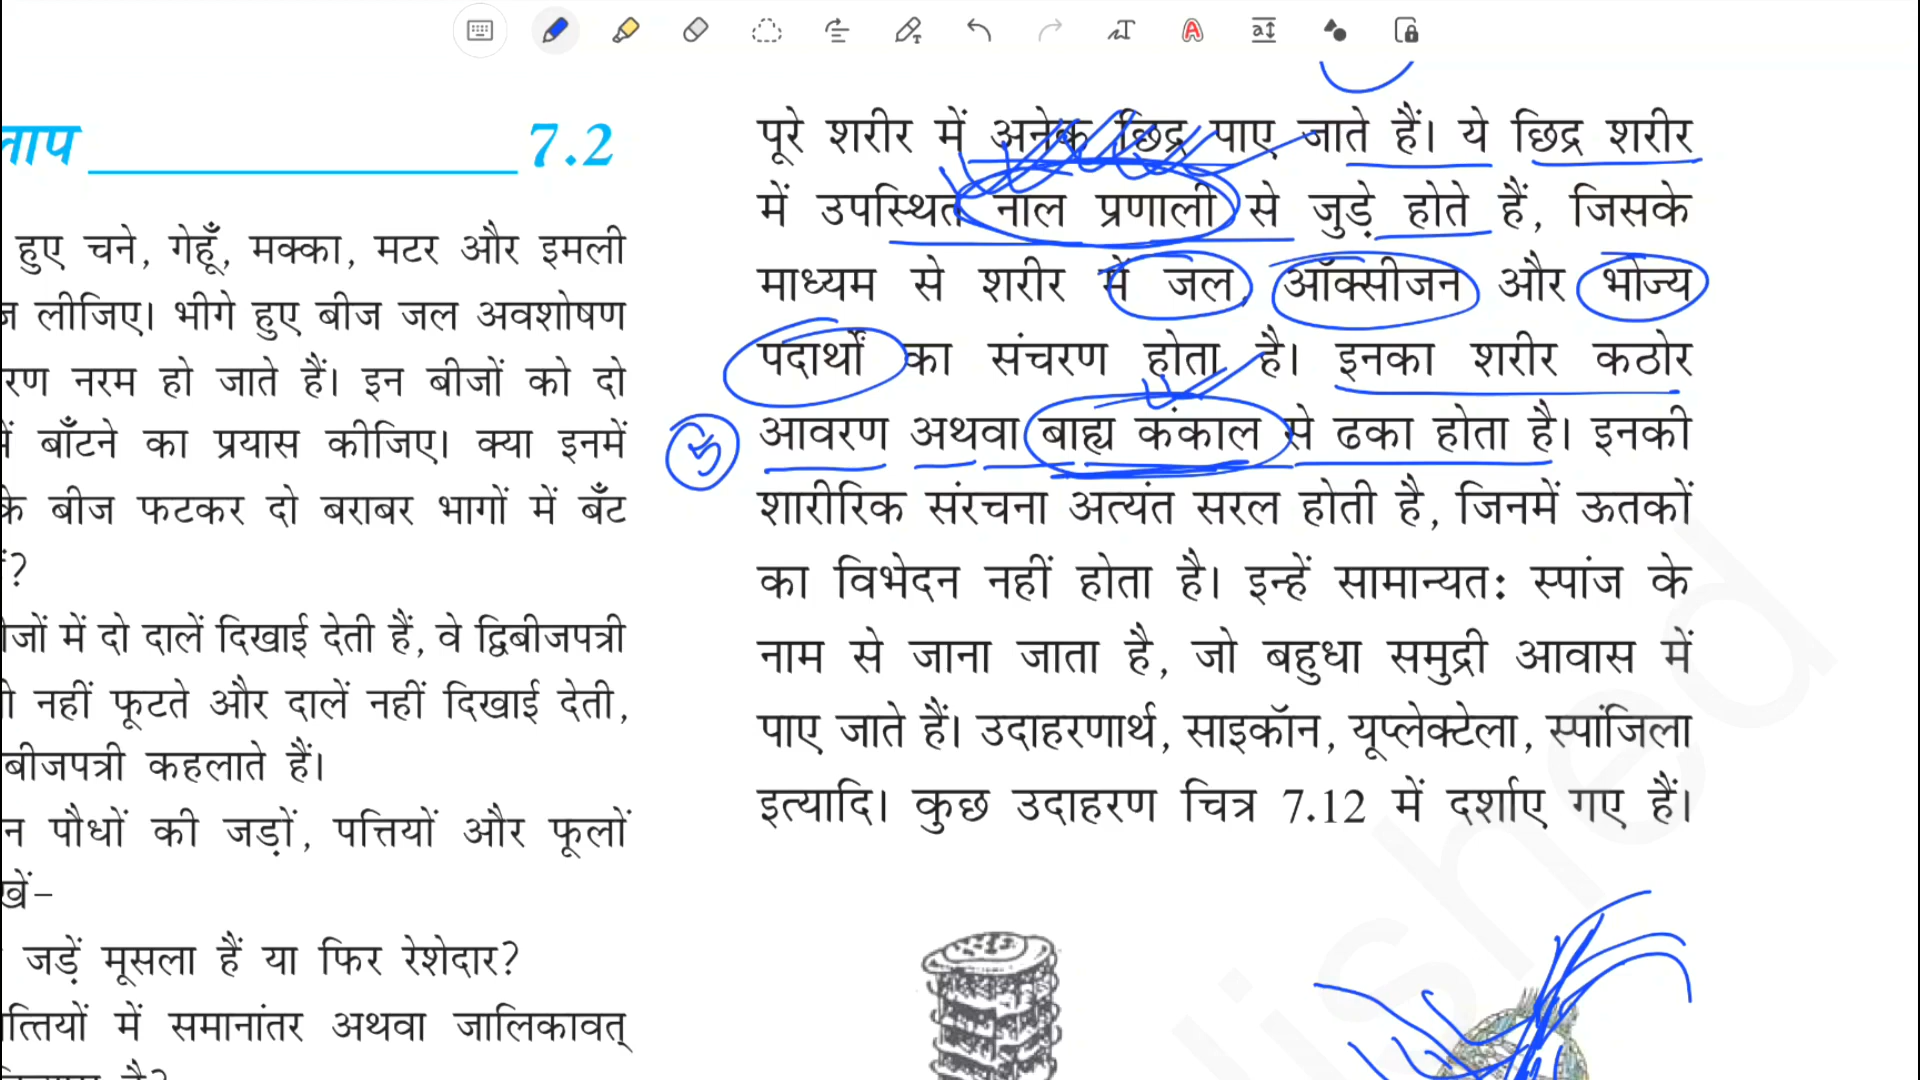 7.2
हुए चने, गेहूँ, मक्का, मटर और इमली
लीजिए। भीगे हुए बीज जल अवशोषण
नरम हो जाते हैं। इन बीजों को दो
बाँटने का प्रयास कीजिए। क्या इनमें
के बीज फटकर दो बराबर भागों में बँट
?
में दो दालें दिखाई देती हैं, वे द्विबीजपत्री
नहीं फूटते और दालें नहीं दिखाई देती,
बीजपत्री कहलाते हैं।
न पौधों की जड़ों, पत्तियों और फूलों
जड़ें मूसला हैं या फिर रेशेदार?
में समानांतर अथवा जालिकावत्
पूरे शरीर में अनेक छिद्र पाए जाते हैं। ये छिद्र शरीर
में उपस्थित नाल प्रणाली से जुड़े होते हैं, जिसके
माध्यम से शरीर में जल, ऑक्सीजन और भोज्य
पदार्थों का संचरण होता है। इनका शरीर कठोर
आवरण अथवा बाह्य कंकाल से ढका होता है। इनकी
शारीरिक संरचना अत्यंत सरल होती है, जिनमें ऊतकों
का विभेदन नहीं होता है। इन्हें सामान्यतः स्पांज के
नाम से जाना जाता है, जो बहुधा समुद्री आवास में
पाए जाते हैं। उदाहरणार्थ, साइकॉन, यूप्लेक्टेला, स्पांजिला
इत्यादि। कुछ उदाहरण चित्र 7.12 में दर्शाए गए हैं।